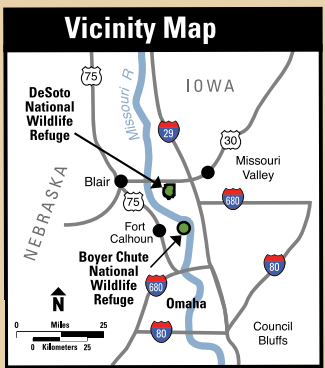 Vicinity Map
75
Missouri R
IOWA
DeSoto
National
Wildlife
Refuge
29
30
Missouri
Valley
NEBRASKA
Blair
75
680
Fort
Calhoun
Boyer Chute
National
Wildlife
Refuge
680
80
N
Omaha
0 Miles 25
0 Kilometers 25
80
Council
Bluffs